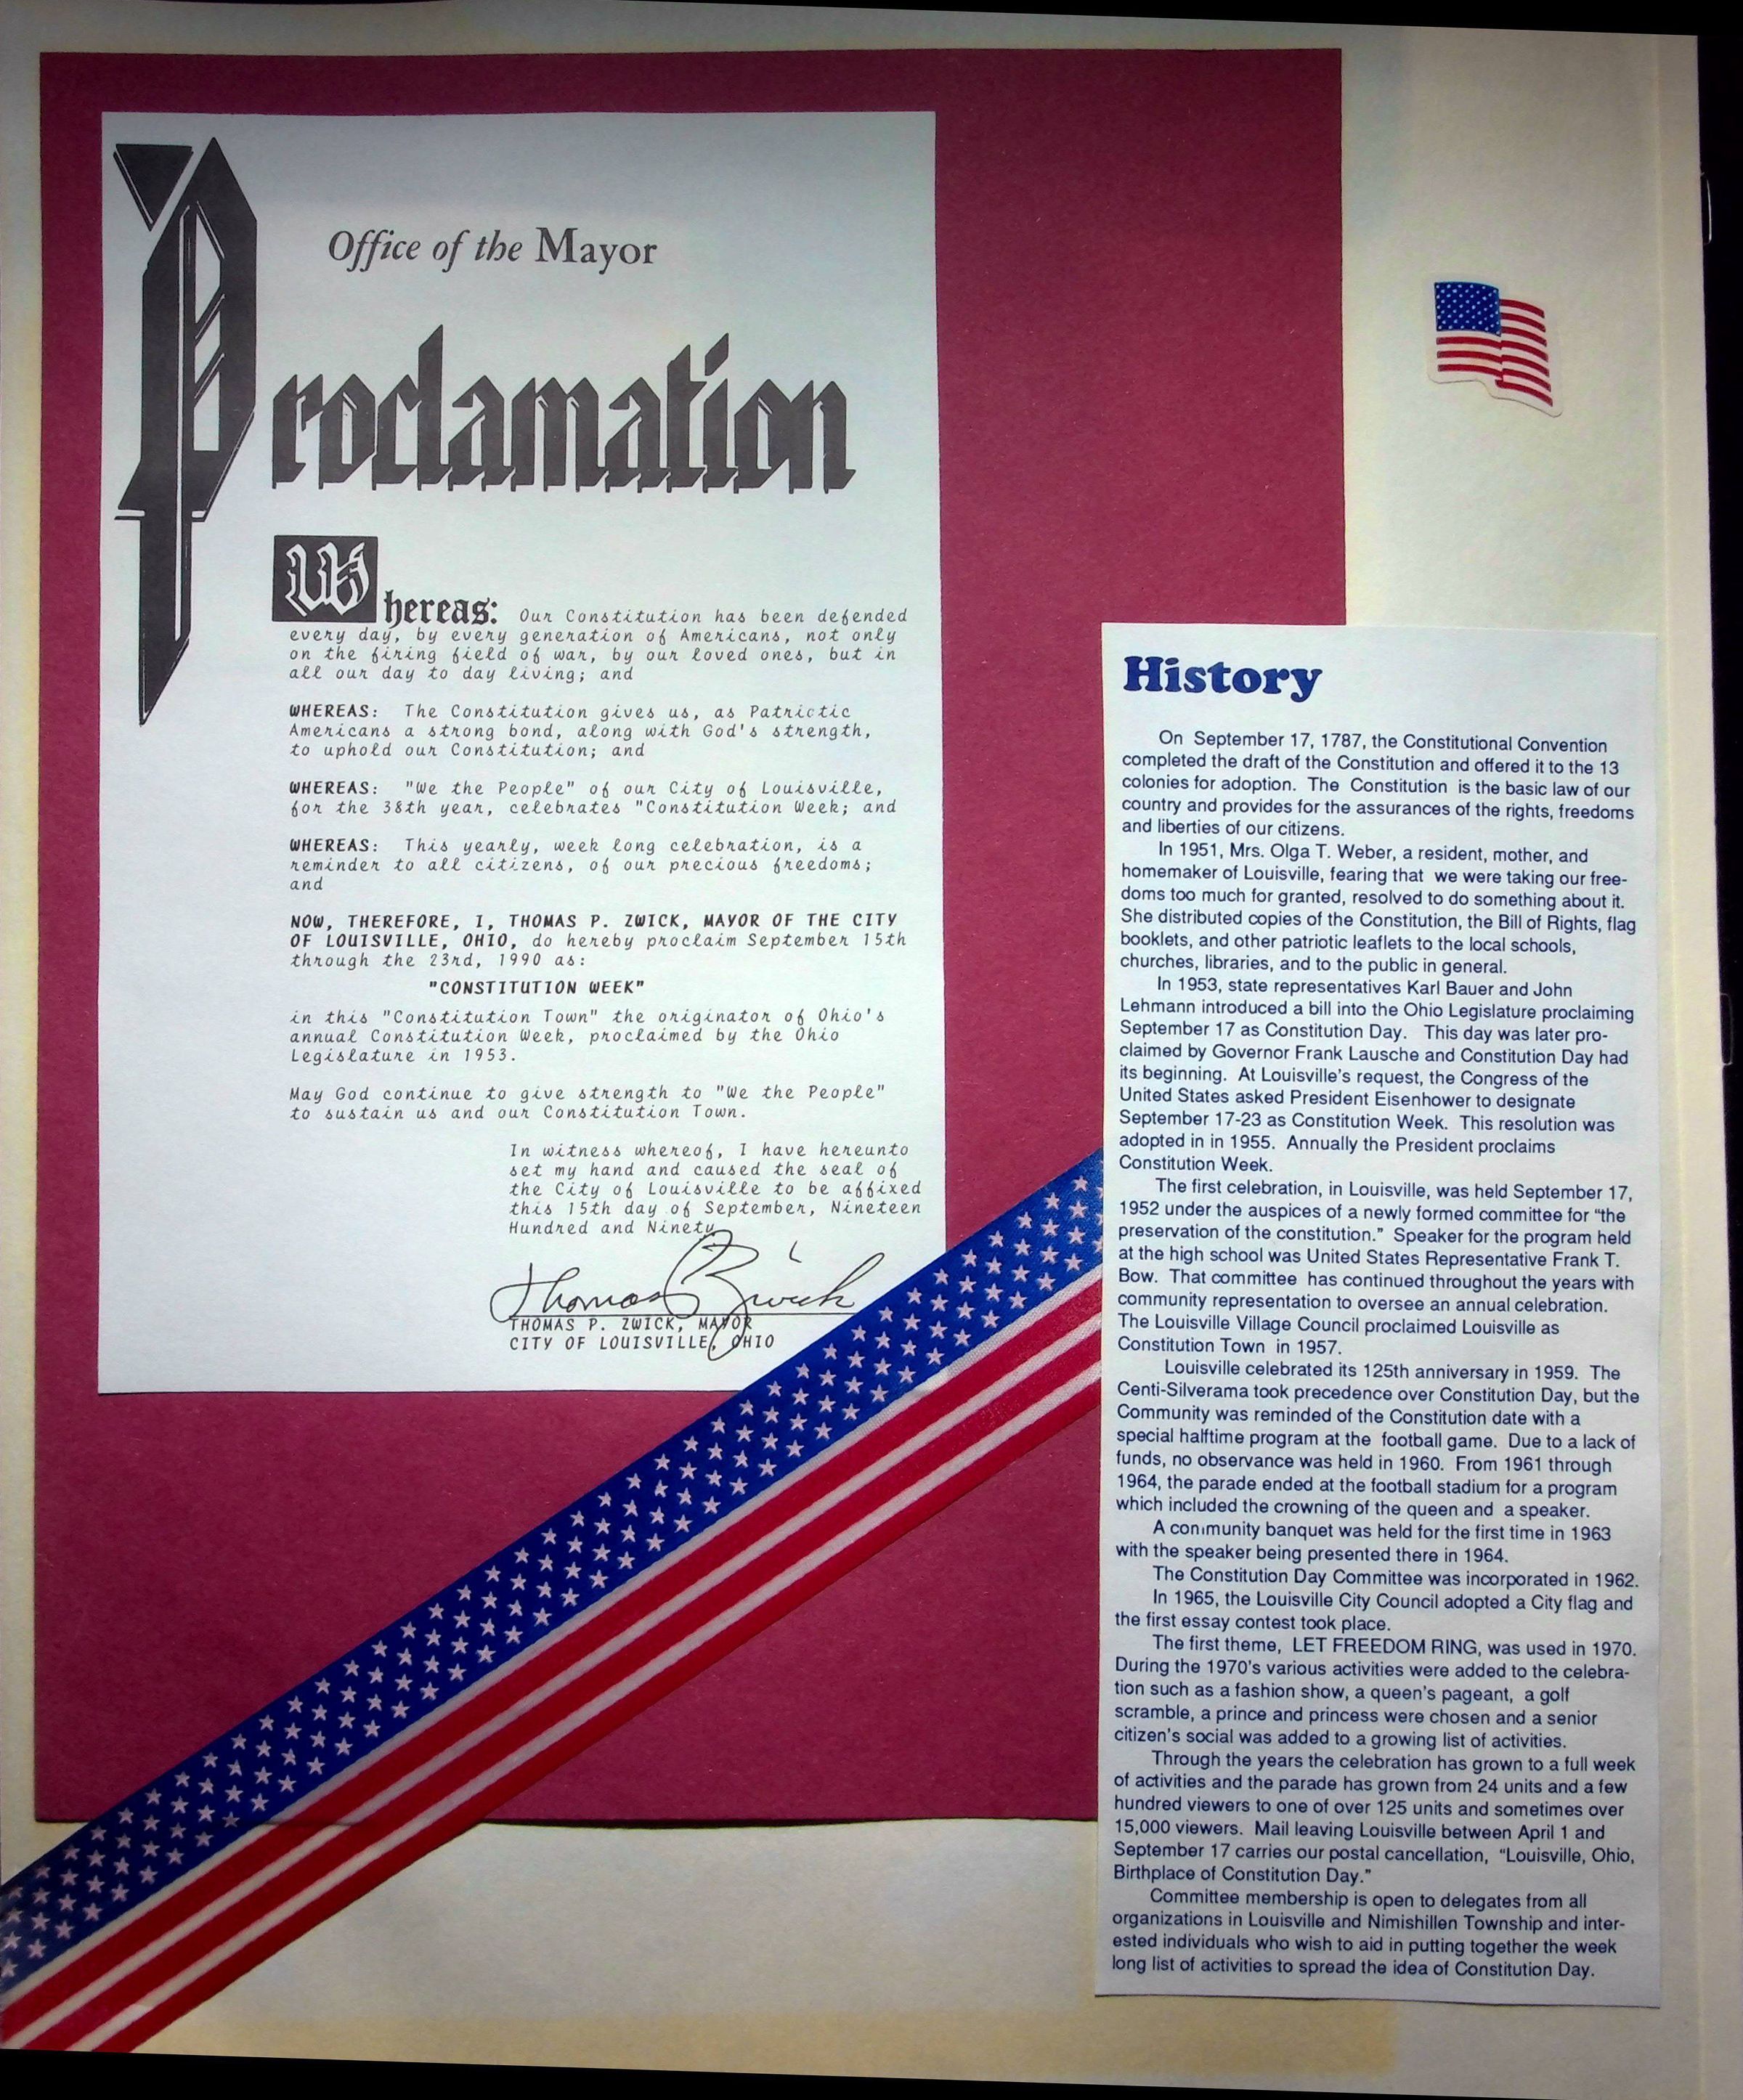 Office of the Mayor
Proclamation
Whereas: Our Constitution has been defended
every day, by every generation of Americans, not only
on the firing field of war, by our loved ones, but in
all our day to day living; and
WHEREAS: The Constitution gives us, as Patrictic
Americans a strong bond, along with God's strength,
to uphold our Constitution; and
WHEREAS: "We the People" of our City of Louisville,
for the 38th year, celebrates "Constitution Week; and
WHEREAS: This yearly, week long celebration, is a
reminder to all citizens, of our precious freedoms;
and
NOW, THEREFORE, I, THOMAS P. ZWICK, MAYOR OF THE CITY
OF LOUISVILLE, OHIO, do hereby proclaim September 15th
through the 23rd, 1990 as:
"CONSTITUTION WEEK"
in this "Constitution Town" the originator of Ohio's
annual Constitution Week, proclaimed by the Ohio
Legislature in 1953.
May God continue to give strength to "We the People"
to sustain us and our Constitution Town.
In witness whereof, I have hereunto
set my hand and caused the seal of
the City of Louisville to be affixed
this 15th day of September, Nineteen
Hundred and Ninety
Thomas P Zwick
THOMAS P. ZWICK, MAYOR
CITY OF LOUISVILLE, OHIO
History
On September 17, 1787, the Constitutional Convention
completed the draft of the Constitution and offered it to the 13
colonies for adoption. The Constitution is the basic law of our
country and provides for the assurances of the rights, freedoms
and liberties of our citizens.
In 1951, Mrs. Olga T. Weber, a resident, mother, and
homemaker of Louisville, fearing that we were taking our free-
doms too much for granted, resolved to do something about it.
She distributed copies of the Constitution, the Bill of Rights, flag
booklets, and other patriotic leaflets to the local schools,
churches, libraries, and to the public in general.
In 1953, state representatives Karl Bauer and John
Lehmann introduced a bill into the Ohio Legislature proclaiming
September 17 as Constitution Day. This day was later pro-
claimed by Governor Frank Lausche and Constitution Day had
its beginning. At Louisville's request, the Congress of the
United States asked President Eisenhower to designate
September 17-23 as Constitution Week. This resolution was
adopted in in 1955. Annually the President proclaims
Constitution Week.
The first celebration, in Louisville, was held September 17,
1952 under the auspices of a newly formed committee for "the
preservation of the constitution." Speaker for the program held
at the high school was United States Representative Frank T.
Bow. That committee has continued throughout the years with
community representation to oversee an annual celebration.
The Louisville Village Council proclaimed Louisville as
Constitution Town in 1957.
Louisville celebrated its 125th anniversary in 1959. The
Centi-Silverama took precedence over Constitution Day, but the
Community was reminded of the Constitution date with a
special halftime program at the football game. Due to a lack of
funds, no observance was held in 1960. From 1961 through
1964, the parade ended at the football stadium for a program
which included the crowning of the queen and a speaker.
A community banquet was held for the first time in 1963
with the speaker being presented there in 1964.
The Constitution Day Committee was incorporated in 1962.
In 1965, the Louisville City Council adopted a City flag and
the first essay contest took place.
The first theme, LET FREEDOM RING, was used in 1970.
During the 1970's various activities were added to the celebra-
tion such as a fashion show, a queen's pageant, a golf
scramble, a prince and princess were chosen and a senior
citizen's social was added to a growing list of activities.
Through the years the celebration has grown to a full week
of activities and the parade has grown from 24 units and a few
hundred viewers to one of over 125 units and sometimes over
15,000 viewers. Mail leaving Louisville between April 1 and
September 17 carries our postal cancellation, "Louisville, Ohio,
Birthplace of Constitution Day."
Committee membership is open to delegates from all
organizations in Louisville and Nimishillen Township and inter-
ested individuals who wish to aid in putting together the week
long list of activities to spread the idea of Constitution Day.